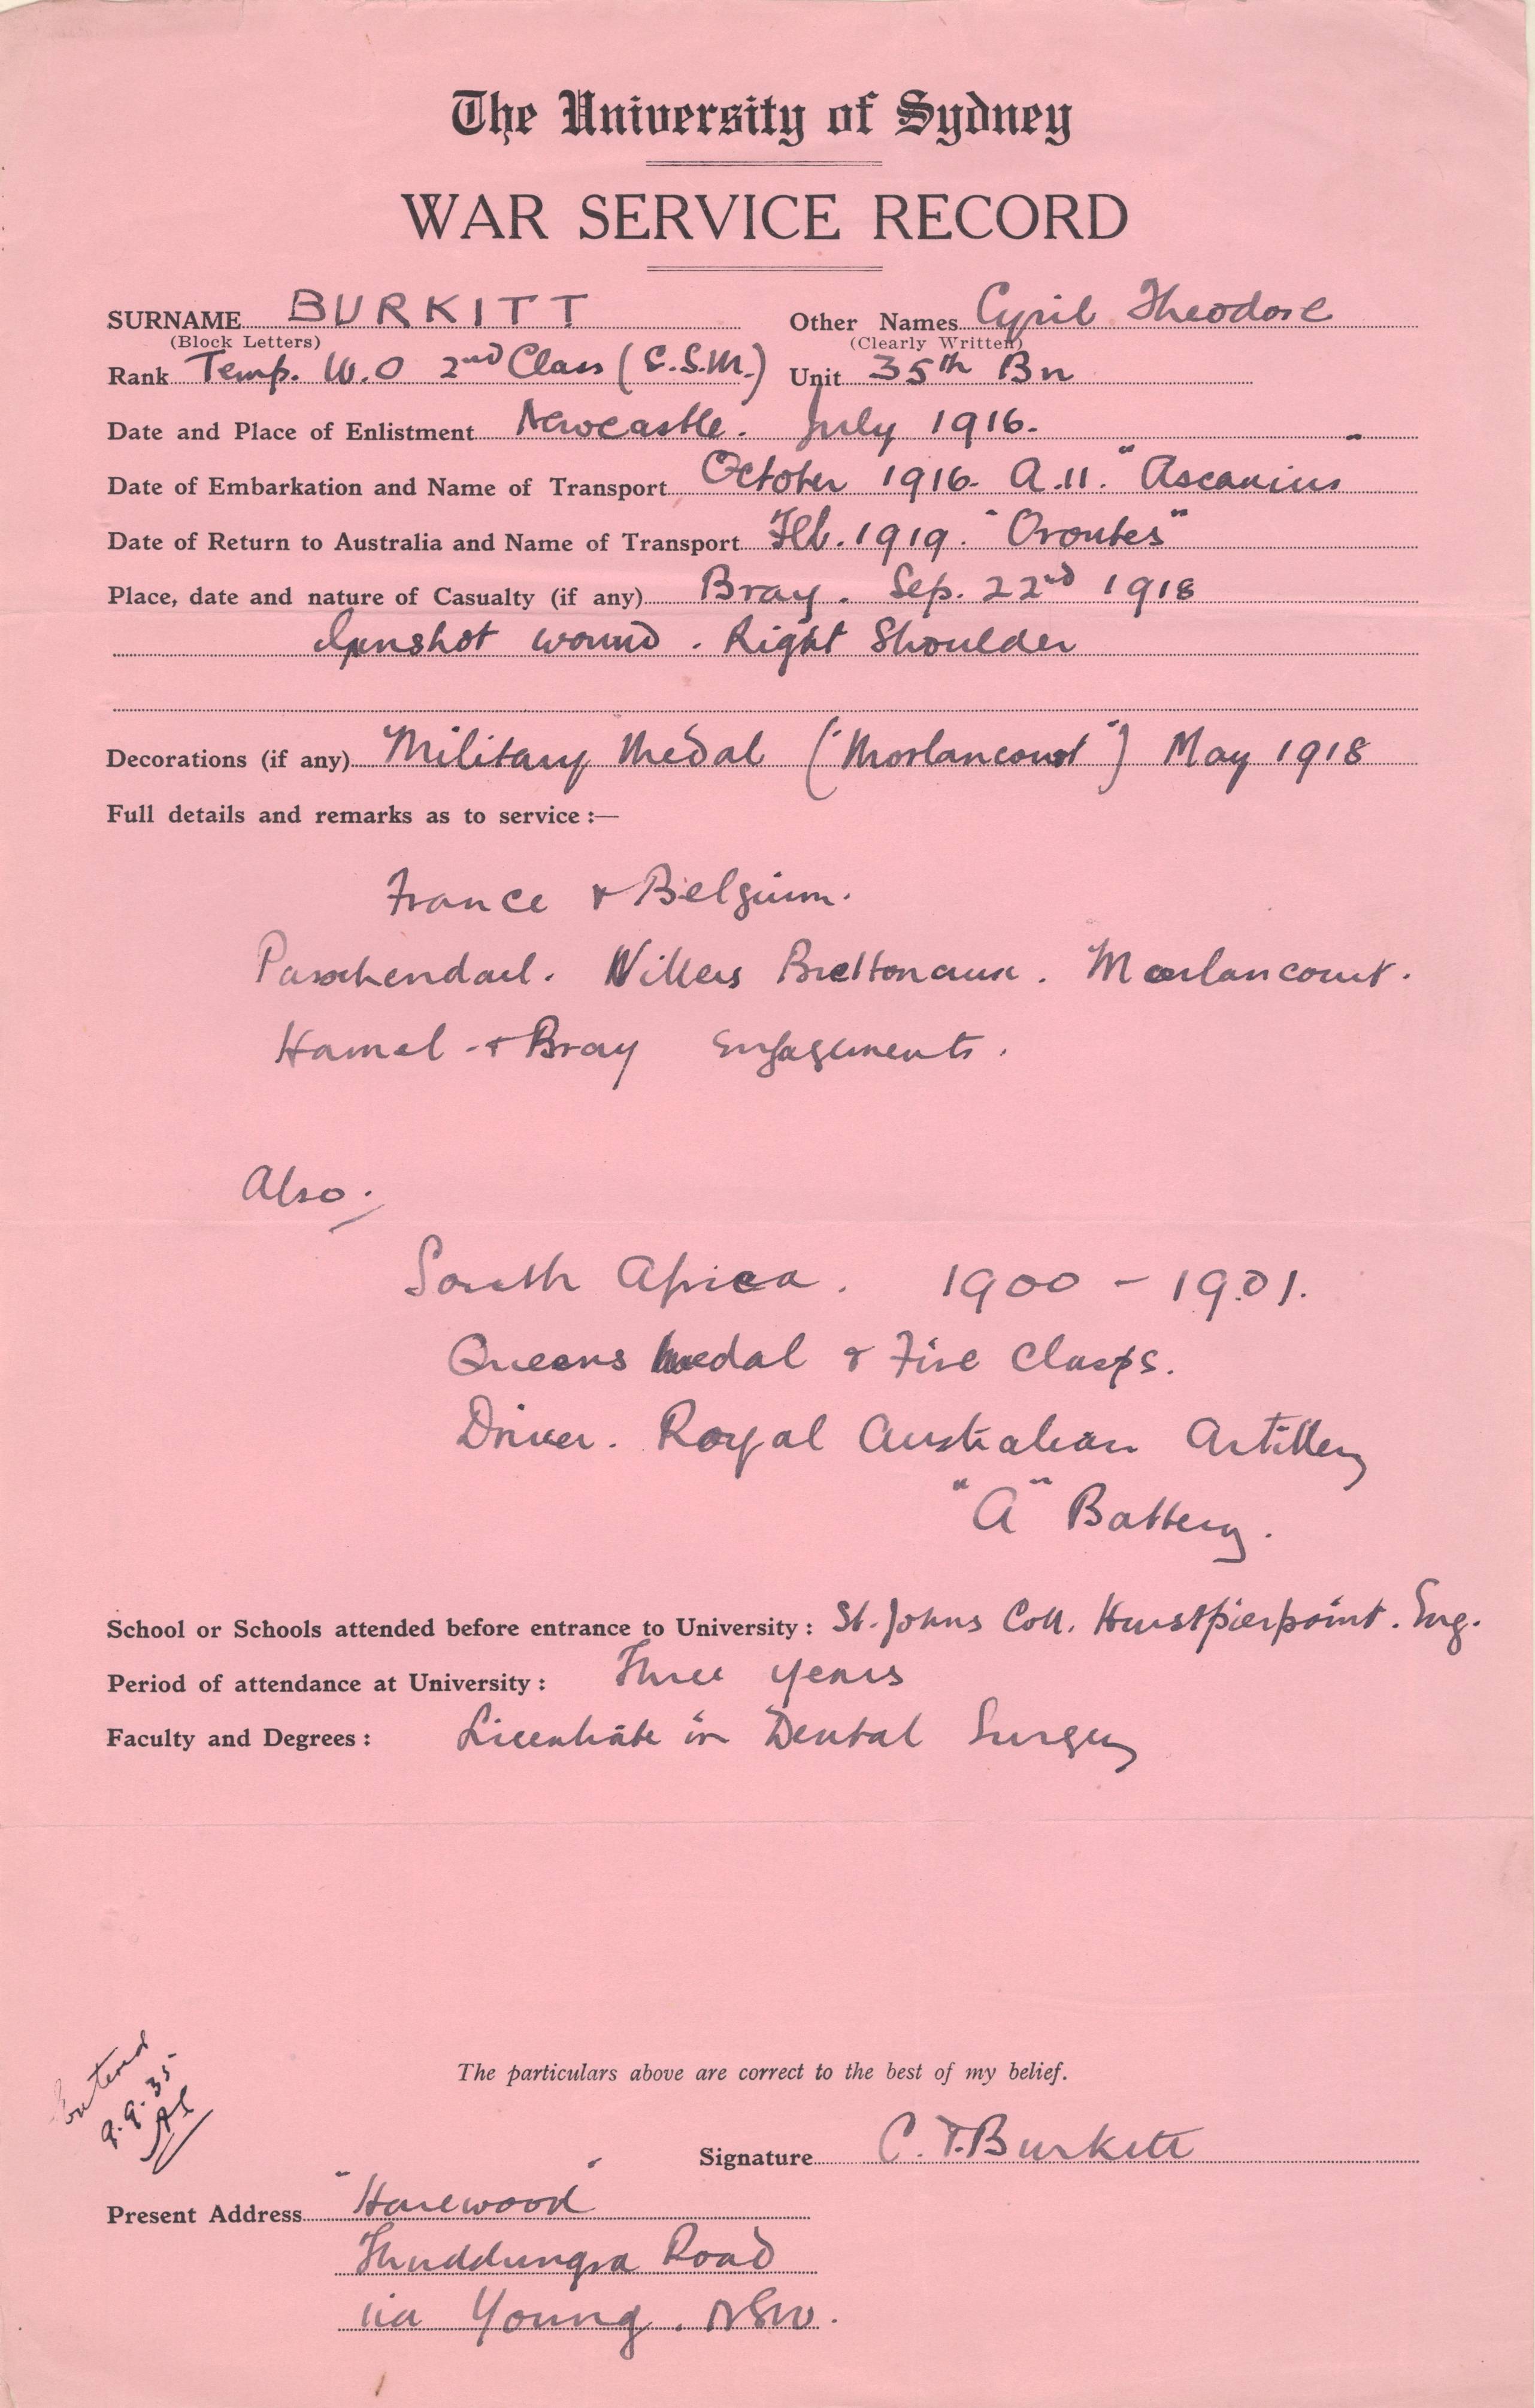 The University of Sydney
WAR SERVICE RECORD
SURNAME BURKITT Other Names Cyril Theodore
(Block Letters) (Clearly Written)
Rank Temp. W.O 2nd Class (C.S.M.) Unit 35th Bn
Date and Place of Enlistment Newcastle. July 1916.
Date of Embarkation and Name of Transport October 1916. A.11. "Ascanius"
Date of Return to Australia and Name of Transport Feb. 1919. "Orontes"
Place, date and nature of Casualty (if any) Bray. Sep. 22nd 1918
Gunshot wound. Right Shoulder
Decorations (if any) Military Medal ("Morlancourt") May 1918
Full details and remarks as to service :—
France & Belgium.
Passchendael. Villers Brettonaux. Morlancourt.
Hamel & Bray Engagements.
Also.
South Africa. 1900 - 1901.
Queens Medal & Five Clasps.
Driver. Royal Australian Artillery
"A" Battery.
School or Schools attended before entrance to University : St. Johns Coll. Hurstpierpoint. Eng.
Period of attendance at University : Three years
Faculty and Degrees : Licentiate in Dental Surgery
The particulars above are correct to the best of my belief.
Entered
9.9.35
Signature C. T. Burkitt
Present Address "Harewood"
Thuddungra Road
via Young. NSW.